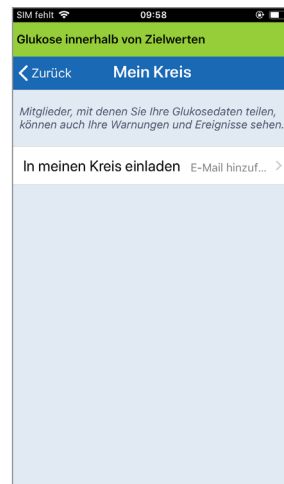 SIM fehlt 09:58
Glukose innerhalb von Zielwerten
Zurück Mein Kreis
Mitglieder, mit denen Sie Ihre Glukosedaten teilen,
können auch Ihre Warnungen und Ereignisse sehen.
In meinen Kreis einladen E-Mail hinzuf...